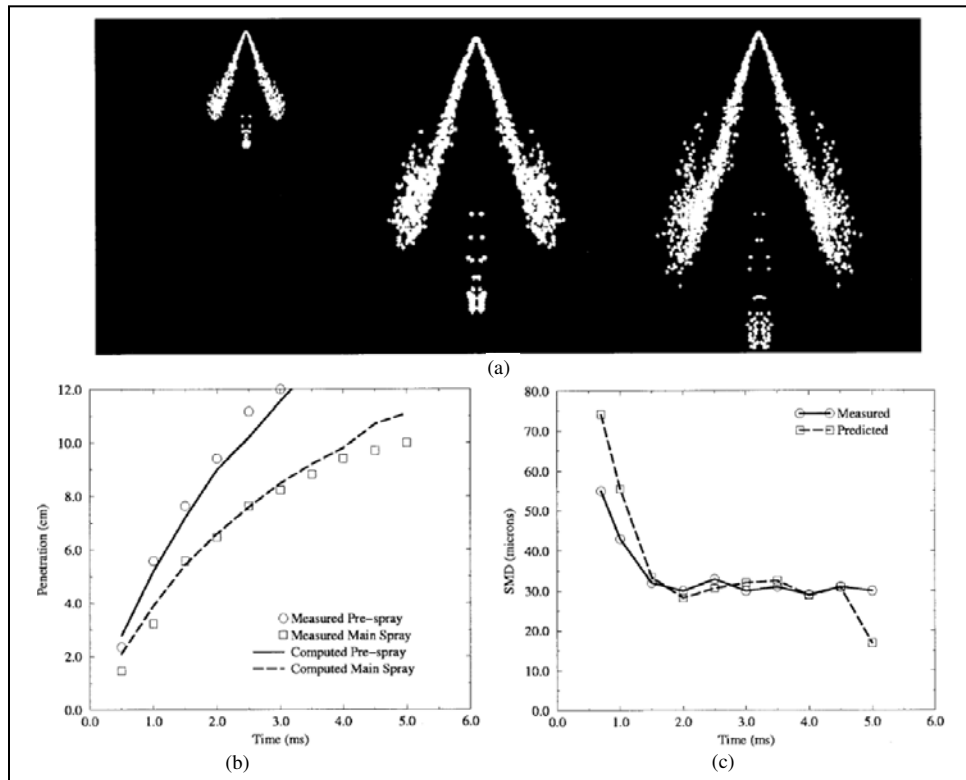 (a)
12.0
10.0
8.0
6.0
4.0
2.0
0.0
Penetration (cm)
○ Measured Pre-spray
□ Measured Main Spray
Computed Pre-spray
Computed Main Spray
0.0 1.0 2.0 3.0 4.0 5.0 6.0
Time (ms)
(b)
80.0
70.0
60.0
50.0
40.0
30.0
20.0
10.0
0.0
SMD (microns)
Measured
Predicted
0.0 1.0 2.0 3.0 4.0 5.0 6.0
Time (ms)
(c)